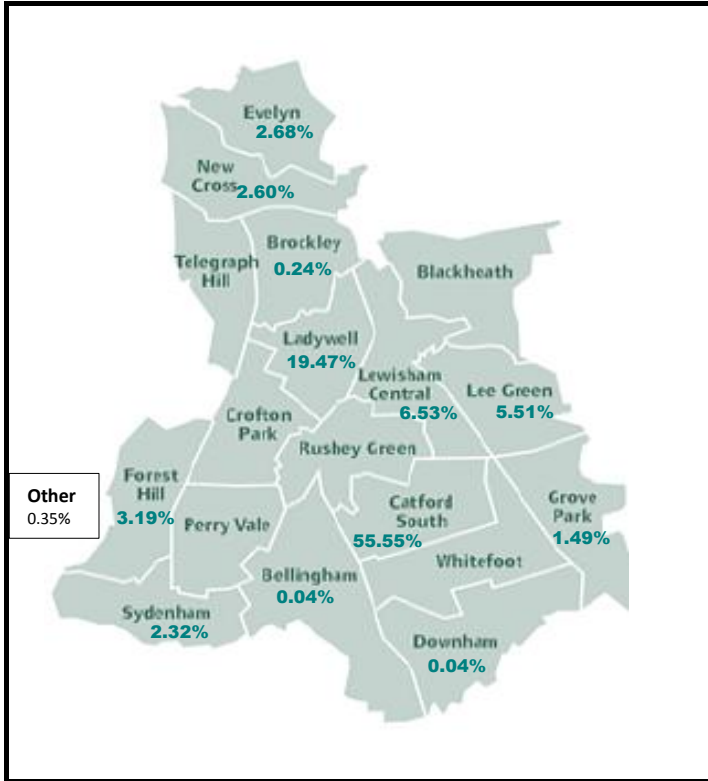 Evelyn
2.68%
New
Cross 2.60%
Brockley
0.24%
Telegraph
Hill
Blackheath
Ladywell
19.47%
Lewisham
Central
6.53%
Lee Green
5.51%
Crofton
Park
Rushey Green
Forest
Hill
3.19%
Other
0.35%
Perry Vale
Catford
South
55.55%
Grove
Park
1.49%
Whitefoot
Bellingham
0.04%
Sydenham
2.32%
Downham
0.04%